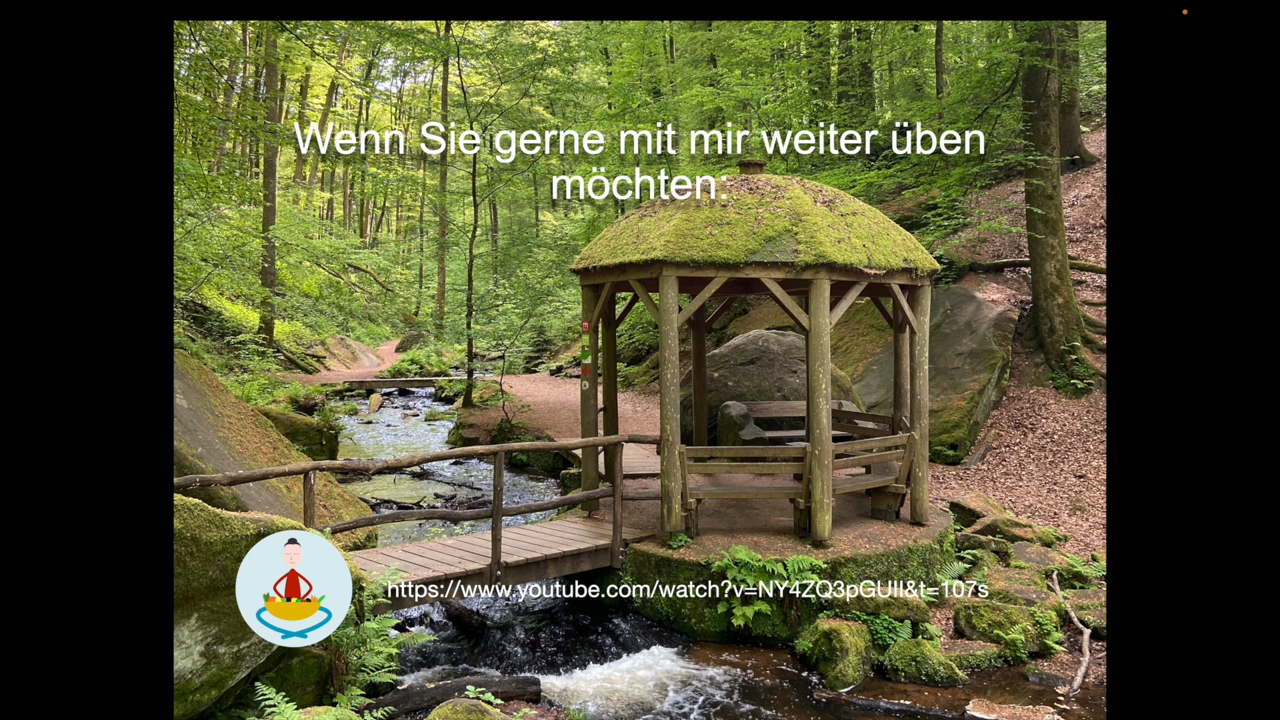 Wenn Sie gerne mit mir weiter üben
möchten:
https://www.youtube.com/watch?v=NY4ZQ3pGUII&t=107s